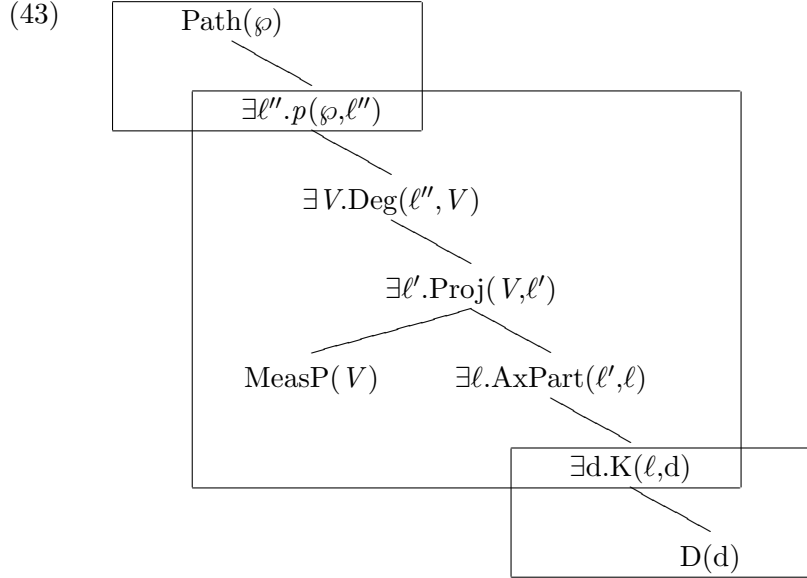 (43) Path(℘)
∃ℓ′′.p(℘,ℓ′′)
∃V.Deg(ℓ′′, V)
∃ℓ′.Proj(V,ℓ′)
MeasP(V) ∃ℓ.AxPart(ℓ′,ℓ)
∃d.K(ℓ,d)
D(d)